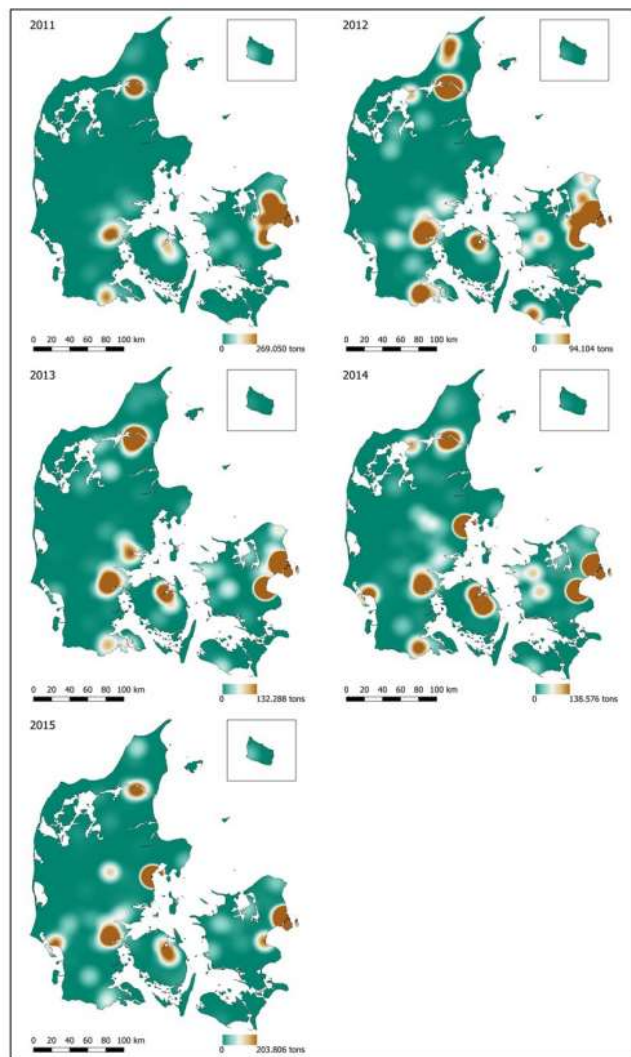 2011
0 20 40 60 80 100 km
0 269.050 tons
2012
0 20 40 60 80 100 km
0 94.104 tons
2013
0 20 40 60 80 100 km
0 132.288 tons
2014
0 20 40 60 80 100 km
0 138.576 tons
2015
0 20 40 60 80 100 km
0 203.806 tons